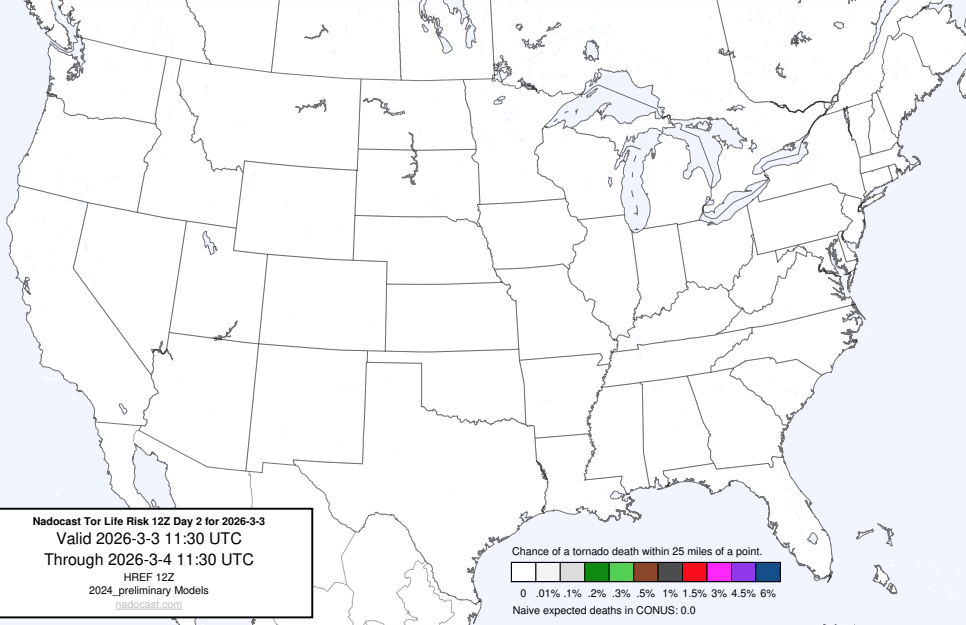 Nadocast Tor Life Risk 12Z Day 2 for 2026-3-3
Valid 2026-3-3 11:30 UTC
Through 2026-3-4 11:30 UTC
HREF 12Z
2024_preliminary Models
nadocast.com
Chance of a tornado death within 25 miles of a point.
0 .01% .1% .2% .3% .5% 1% 1.5% 3% 4.5% 6%
Naive expected deaths in CONUS: 0.0